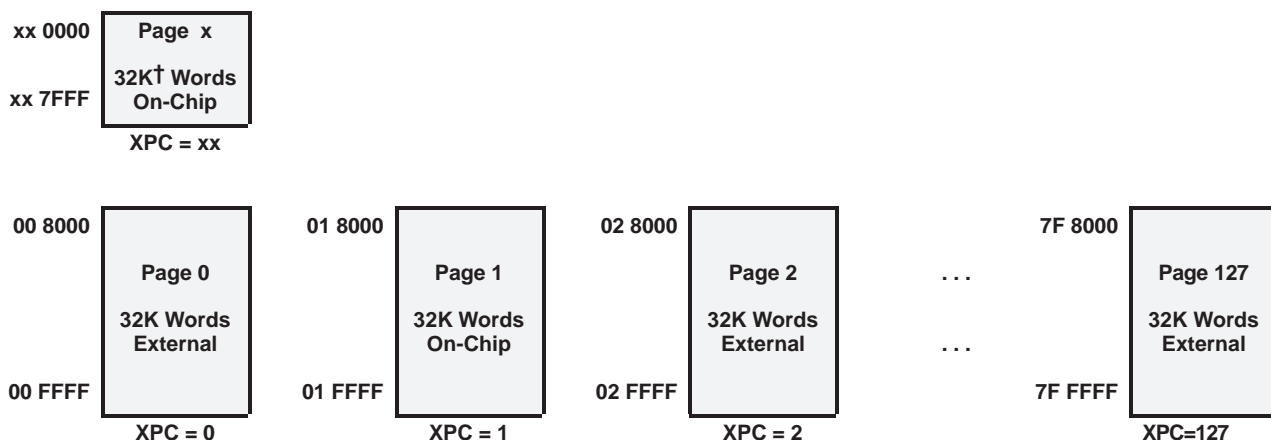 xx 0000
Page x
32K† Words
On-Chip
xx 7FFF
XPC = xx
00 8000
Page 0
32K Words
External
00 FFFF
XPC = 0
01 8000
Page 1
32K Words
On-Chip
01 FFFF
XPC = 1
02 8000
Page 2
32K Words
External
02 FFFF
XPC = 2
. . .
. . .
7F 8000
Page 127
32K Words
External
7F FFFF
XPC=127